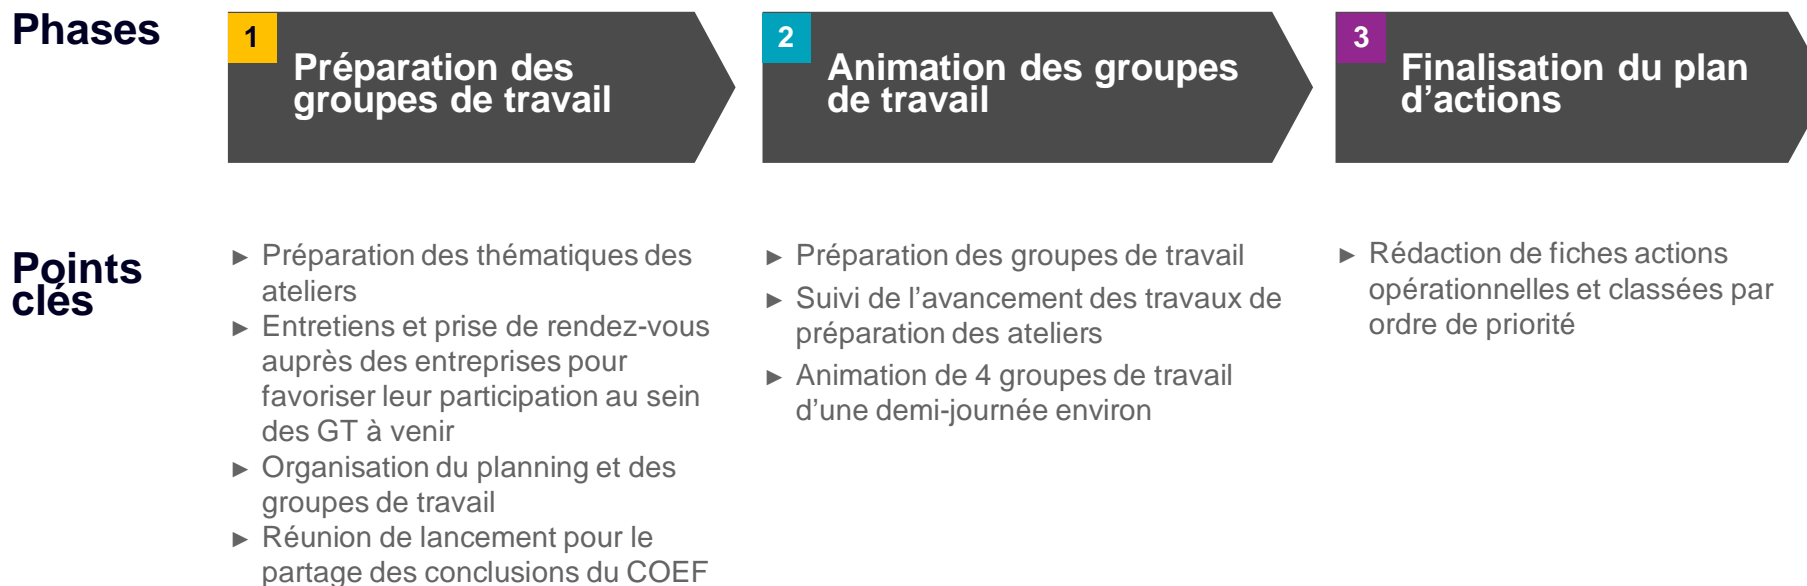 Phases
1
Préparation des
groupes de travail
2
Animation des groupes
de travail
3
Finalisation du plan
d’actions
Points
clés
► Préparation des thématiques des
ateliers
► Entretiens et prise de rendez-vous
auprès des entreprises pour
favoriser leur participation au sein
des GT à venir
► Organisation du planning et des
groupes de travail
► Réunion de lancement pour le
partage des conclusions du COEF
► Préparation des groupes de travail
► Suivi de l’avancement des travaux de
préparation des ateliers
► Animation de 4 groupes de travail
d’une demi-journée environ
► Rédaction de fiches actions
opérationnelles et classées par
ordre de priorité